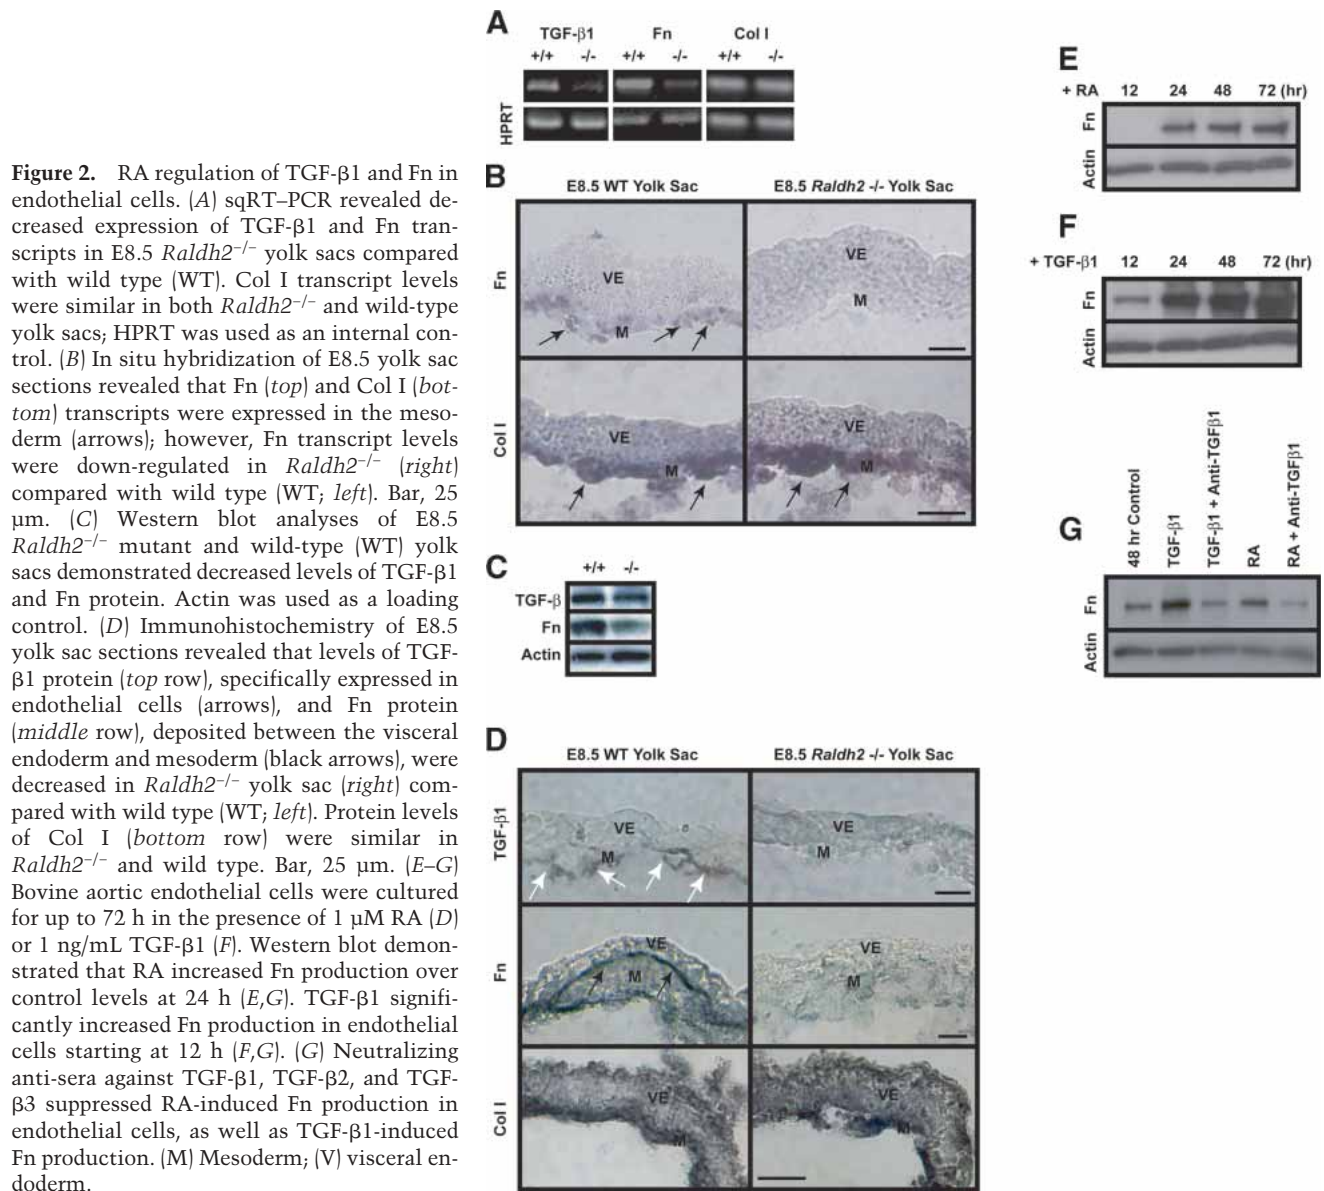 Figure 2. RA regulation of TGF-β1 and Fn in
endothelial cells. (A) sqRT–PCR revealed de-
creased expression of TGF-β1 and Fn tran-
scripts in E8.5 Raldh2−/− yolk sacs compared
with wild type (WT). Col I transcript levels
were similar in both Raldh2−/− and wild-type
yolk sacs; HPRT was used as an internal con-
trol. (B) In situ hybridization of E8.5 yolk sac
sections revealed that Fn (top) and Col I (bot-
tom) transcripts were expressed in the meso-
derm (arrows); however, Fn transcript levels
were down-regulated in Raldh2−/− (right)
compared with wild type (WT; left). Bar, 25
µm. (C) Western blot analyses of E8.5
Raldh2−/− mutant and wild-type (WT) yolk
sacs demonstrated decreased levels of TGF-β1
and Fn protein. Actin was used as a loading
control. (D) Immunohistochemistry of E8.5
yolk sac sections revealed that levels of TGF-
β1 protein (top row), specifically expressed in
endothelial cells (arrows), and Fn protein
(middle row), deposited between the visceral
endoderm and mesoderm (black arrows), were
decreased in Raldh2−/− yolk sac (right) com-
pared with wild type (WT; left). Protein levels
of Col I (bottom row) were similar in
Raldh2−/− and wild type. Bar, 25 µm. (E–G)
Bovine aortic endothelial cells were cultured
for up to 72 h in the presence of 1 µM RA (D)
or 1 ng/mL TGF-β1 (F). Western blot demon-
strated that RA increased Fn production over
control levels at 24 h (E,G). TGF-β1 signifi-
cantly increased Fn production in endothelial
cells starting at 12 h (F,G). (G) Neutralizing
anti-sera against TGF-β1, TGF-β2, and TGF-
β3 suppressed RA-induced Fn production in
endothelial cells, as well as TGF-β1-induced
Fn production. (M) Mesoderm; (V) visceral en-
doderm.
A
TGF-β1 Fn Col I
+/+ -/- +/+ -/- +/+ -/-
HPRT
B
E8.5 WT Yolk Sac E8.5 Raldh2 -/- Yolk Sac
Fn
VE VE
M M
Col I
VE VE
M M
C
+/+ -/-
TGF-β
Fn
Actin
D
E8.5 WT Yolk Sac E8.5 Raldh2 -/- Yolk Sac
TGF-β1
VE VE
M M
Fn
VE VE
M M
Col I
VE VE
M M
E
+ RA 12 24 48 72 (hr)
Fn
Actin
F
+ TGF-β1 12 24 48 72 (hr)
Fn
Actin
G
48 hr Control
TGF-β1
TGF-β1 + Anti-TGFβ1
RA
RA + Anti-TGFβ1
Fn
Actin